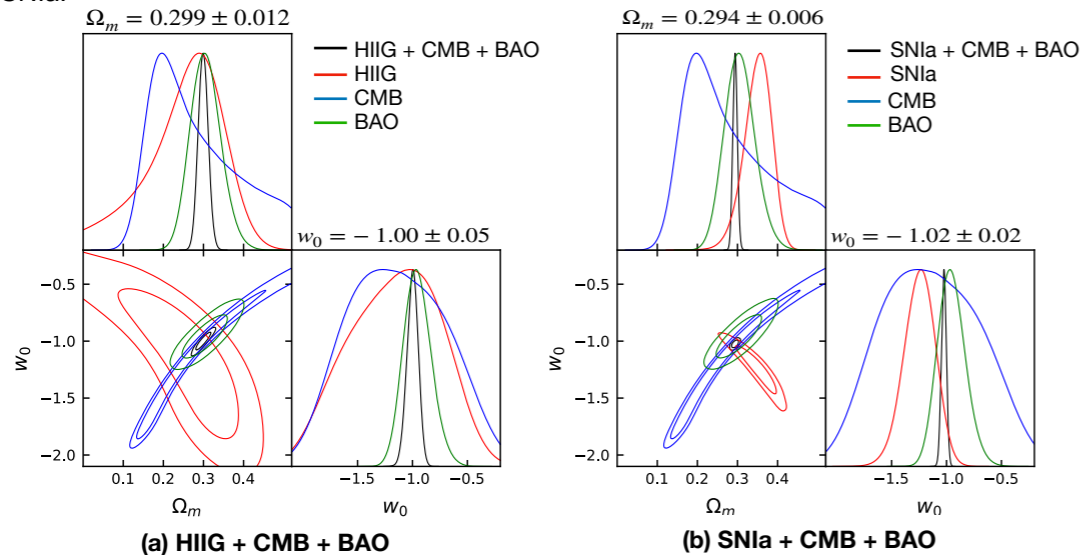 Ωm = 0.299 ± 0.012
HIIG + CMB + BAO
HIIG
CMB
BAO
w0 = − 1.00 ± 0.05
−0.5
−1.0
−1.5
−2.0
w0
0.1 0.2 0.3 0.4
Ωm
−1.5 −1.0 −0.5
w0
(a) HIIG + CMB + BAO
Ωm = 0.294 ± 0.006
SNIa + CMB + BAO
SNIa
CMB
BAO
w0 = − 1.02 ± 0.02
−0.5
−1.0
−1.5
−2.0
w0
0.1 0.2 0.3 0.4
Ωm
−1.5 −1.0 −0.5
w0
(b) SNIa + CMB + BAO